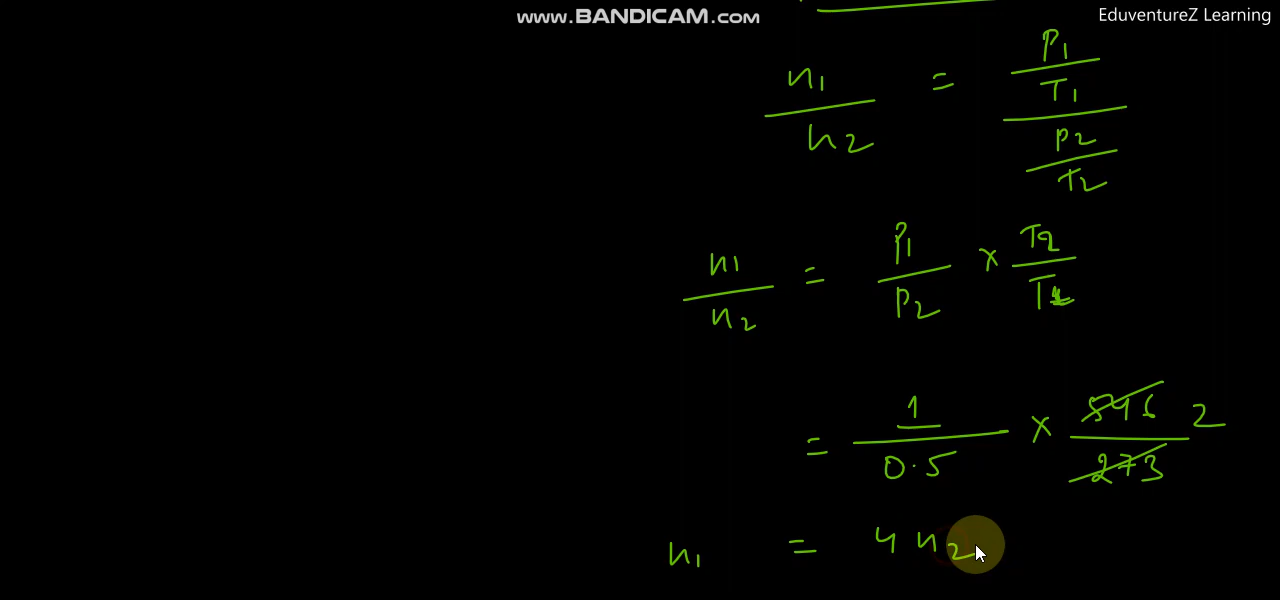 www.BANDICAM.com
EduventureZ Learning
n1 / n2 = (P1 / T1) / (P2 / T2)
n1 / n2 = P1 / P2 × T2 / T1
= 1 / 0.5 × 546 / 273 2
n1 = 4 n2